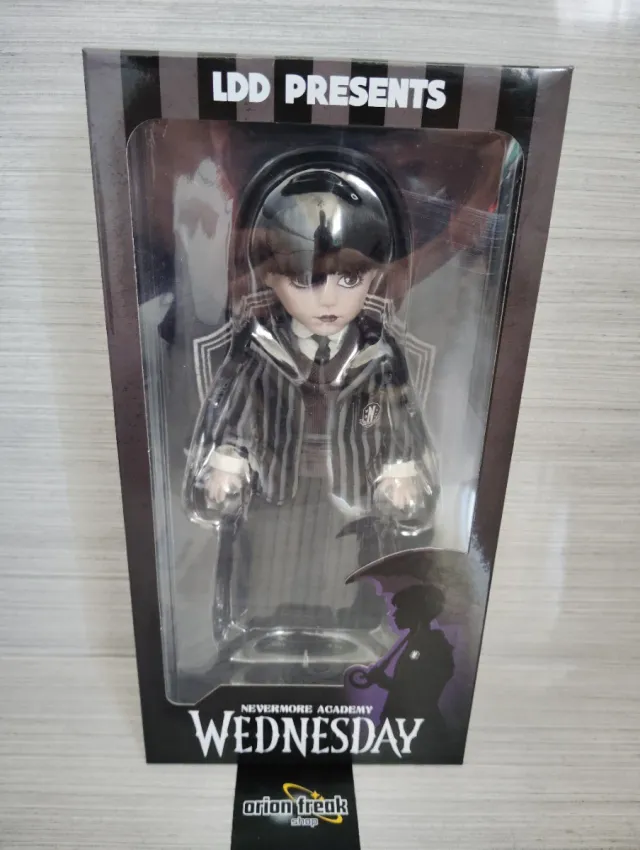 LDD PRESENTS
NEVERMORE ACADEMY
WEDNESDAY
orion freak
shop